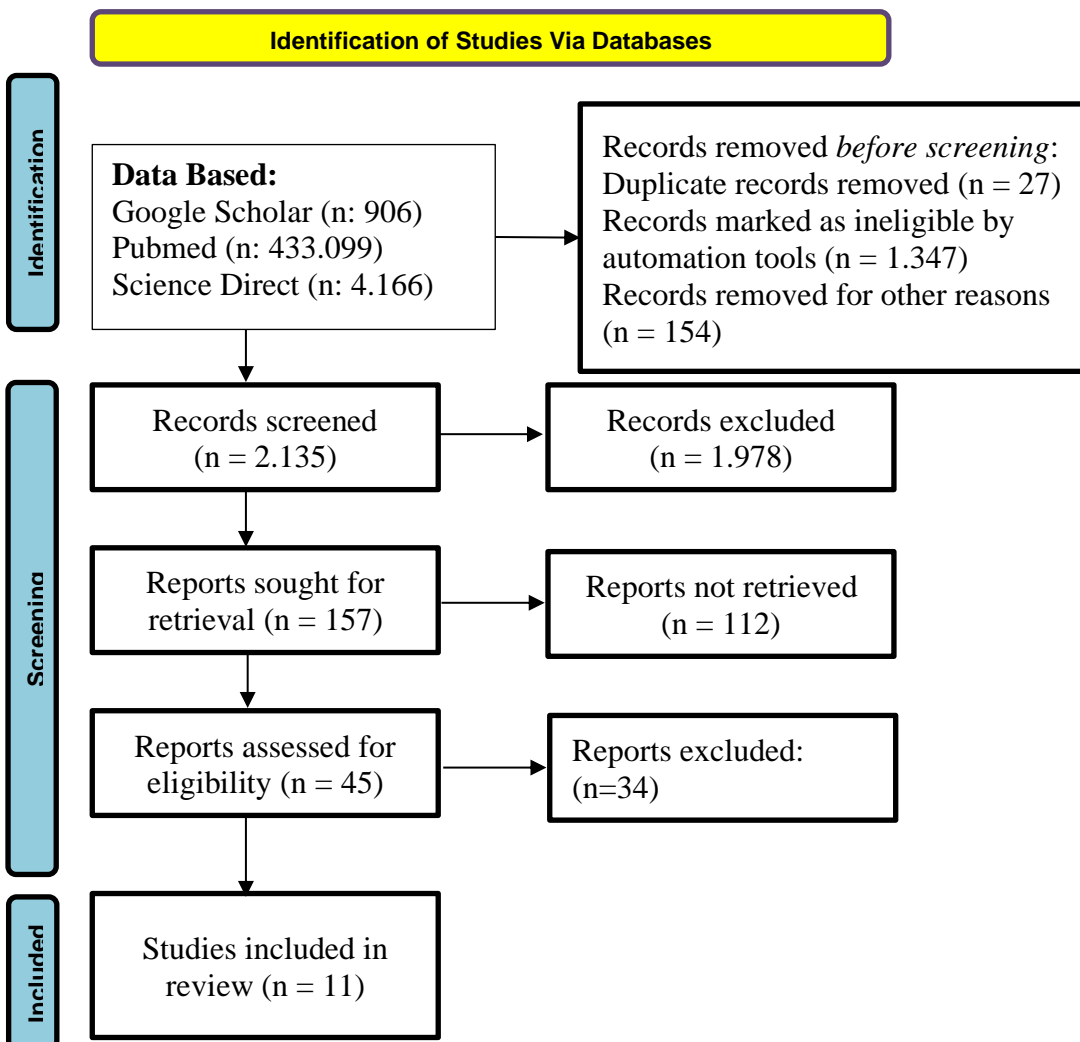 Identification of Studies Via Databases
Identification
Data Based:
Google Scholar (n: 906)
Pubmed (n: 433.099)
Science Direct (n: 4.166)
Records removed before screening:
Duplicate records removed (n = 27)
Records marked as ineligible by
automation tools (n = 1.347)
Records removed for other reasons
(n = 154)
Screening
Records screened
(n = 2.135)
Records excluded
(n = 1.978)
Reports sought for
retrieval (n = 157)
Reports not retrieved
(n = 112)
Reports assessed for
eligibility (n = 45)
Reports excluded:
(n=34)
Included
Studies included in
review (n = 11)